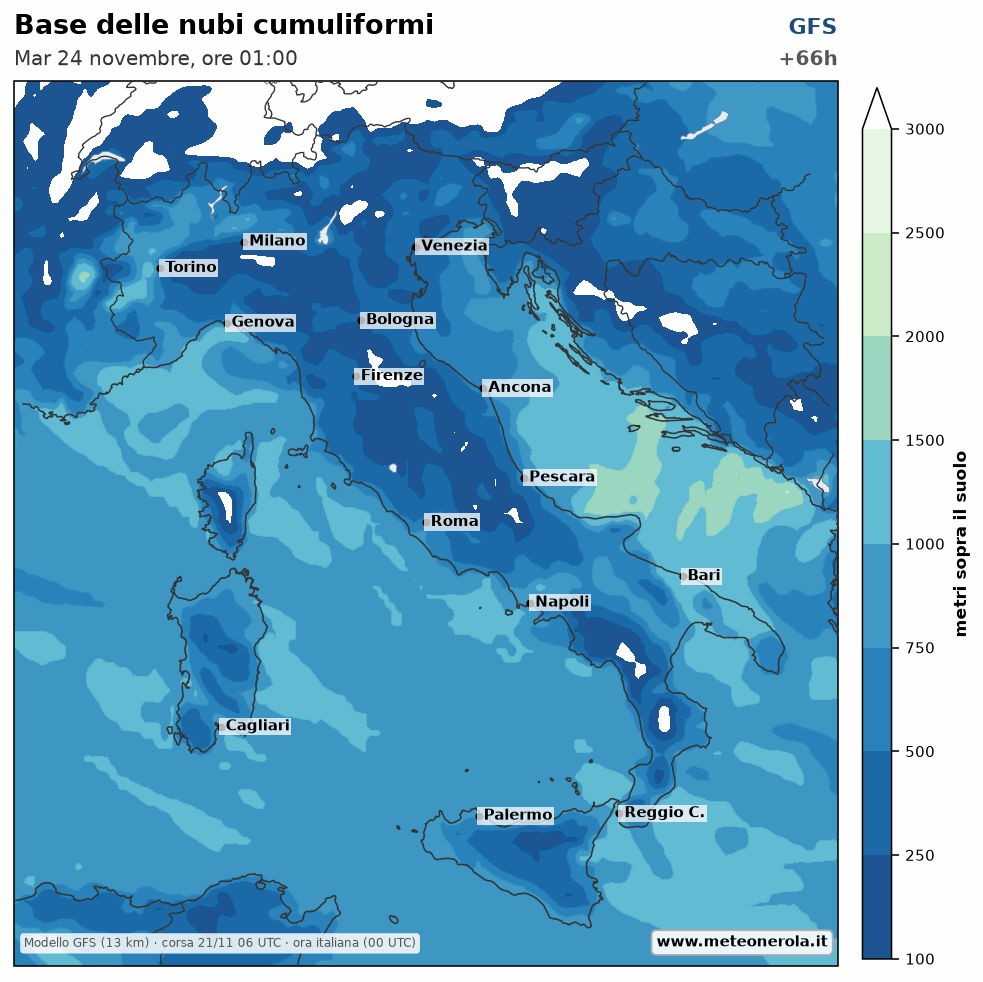 Base delle nubi cumuliformi
GFS
Mar 24 novembre, ore 01:00
+66h
3000
2500
2000
1500
1000
750
500
250
100
metri sopra il suolo
Milano
Venezia
Torino
Genova
Bologna
Firenze
Ancona
Pescara
Roma
Bari
Napoli
Cagliari
Palermo
Reggio C.
Modello GFS (13 km) · corsa 21/11 06 UTC · ora italiana (00 UTC)
www.meteonerola.it